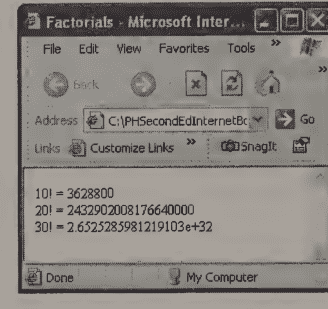 Factorials - Microsoft Inter...
File Edit View Favorites Tools »
Back »
Address C:\PHSecondEdInternetBc Go
Links Customize Links » SnagIt
10! = 3628800
20! = 2432902008176640000
30! = 2.6525285981219103e+32
Done My Computer